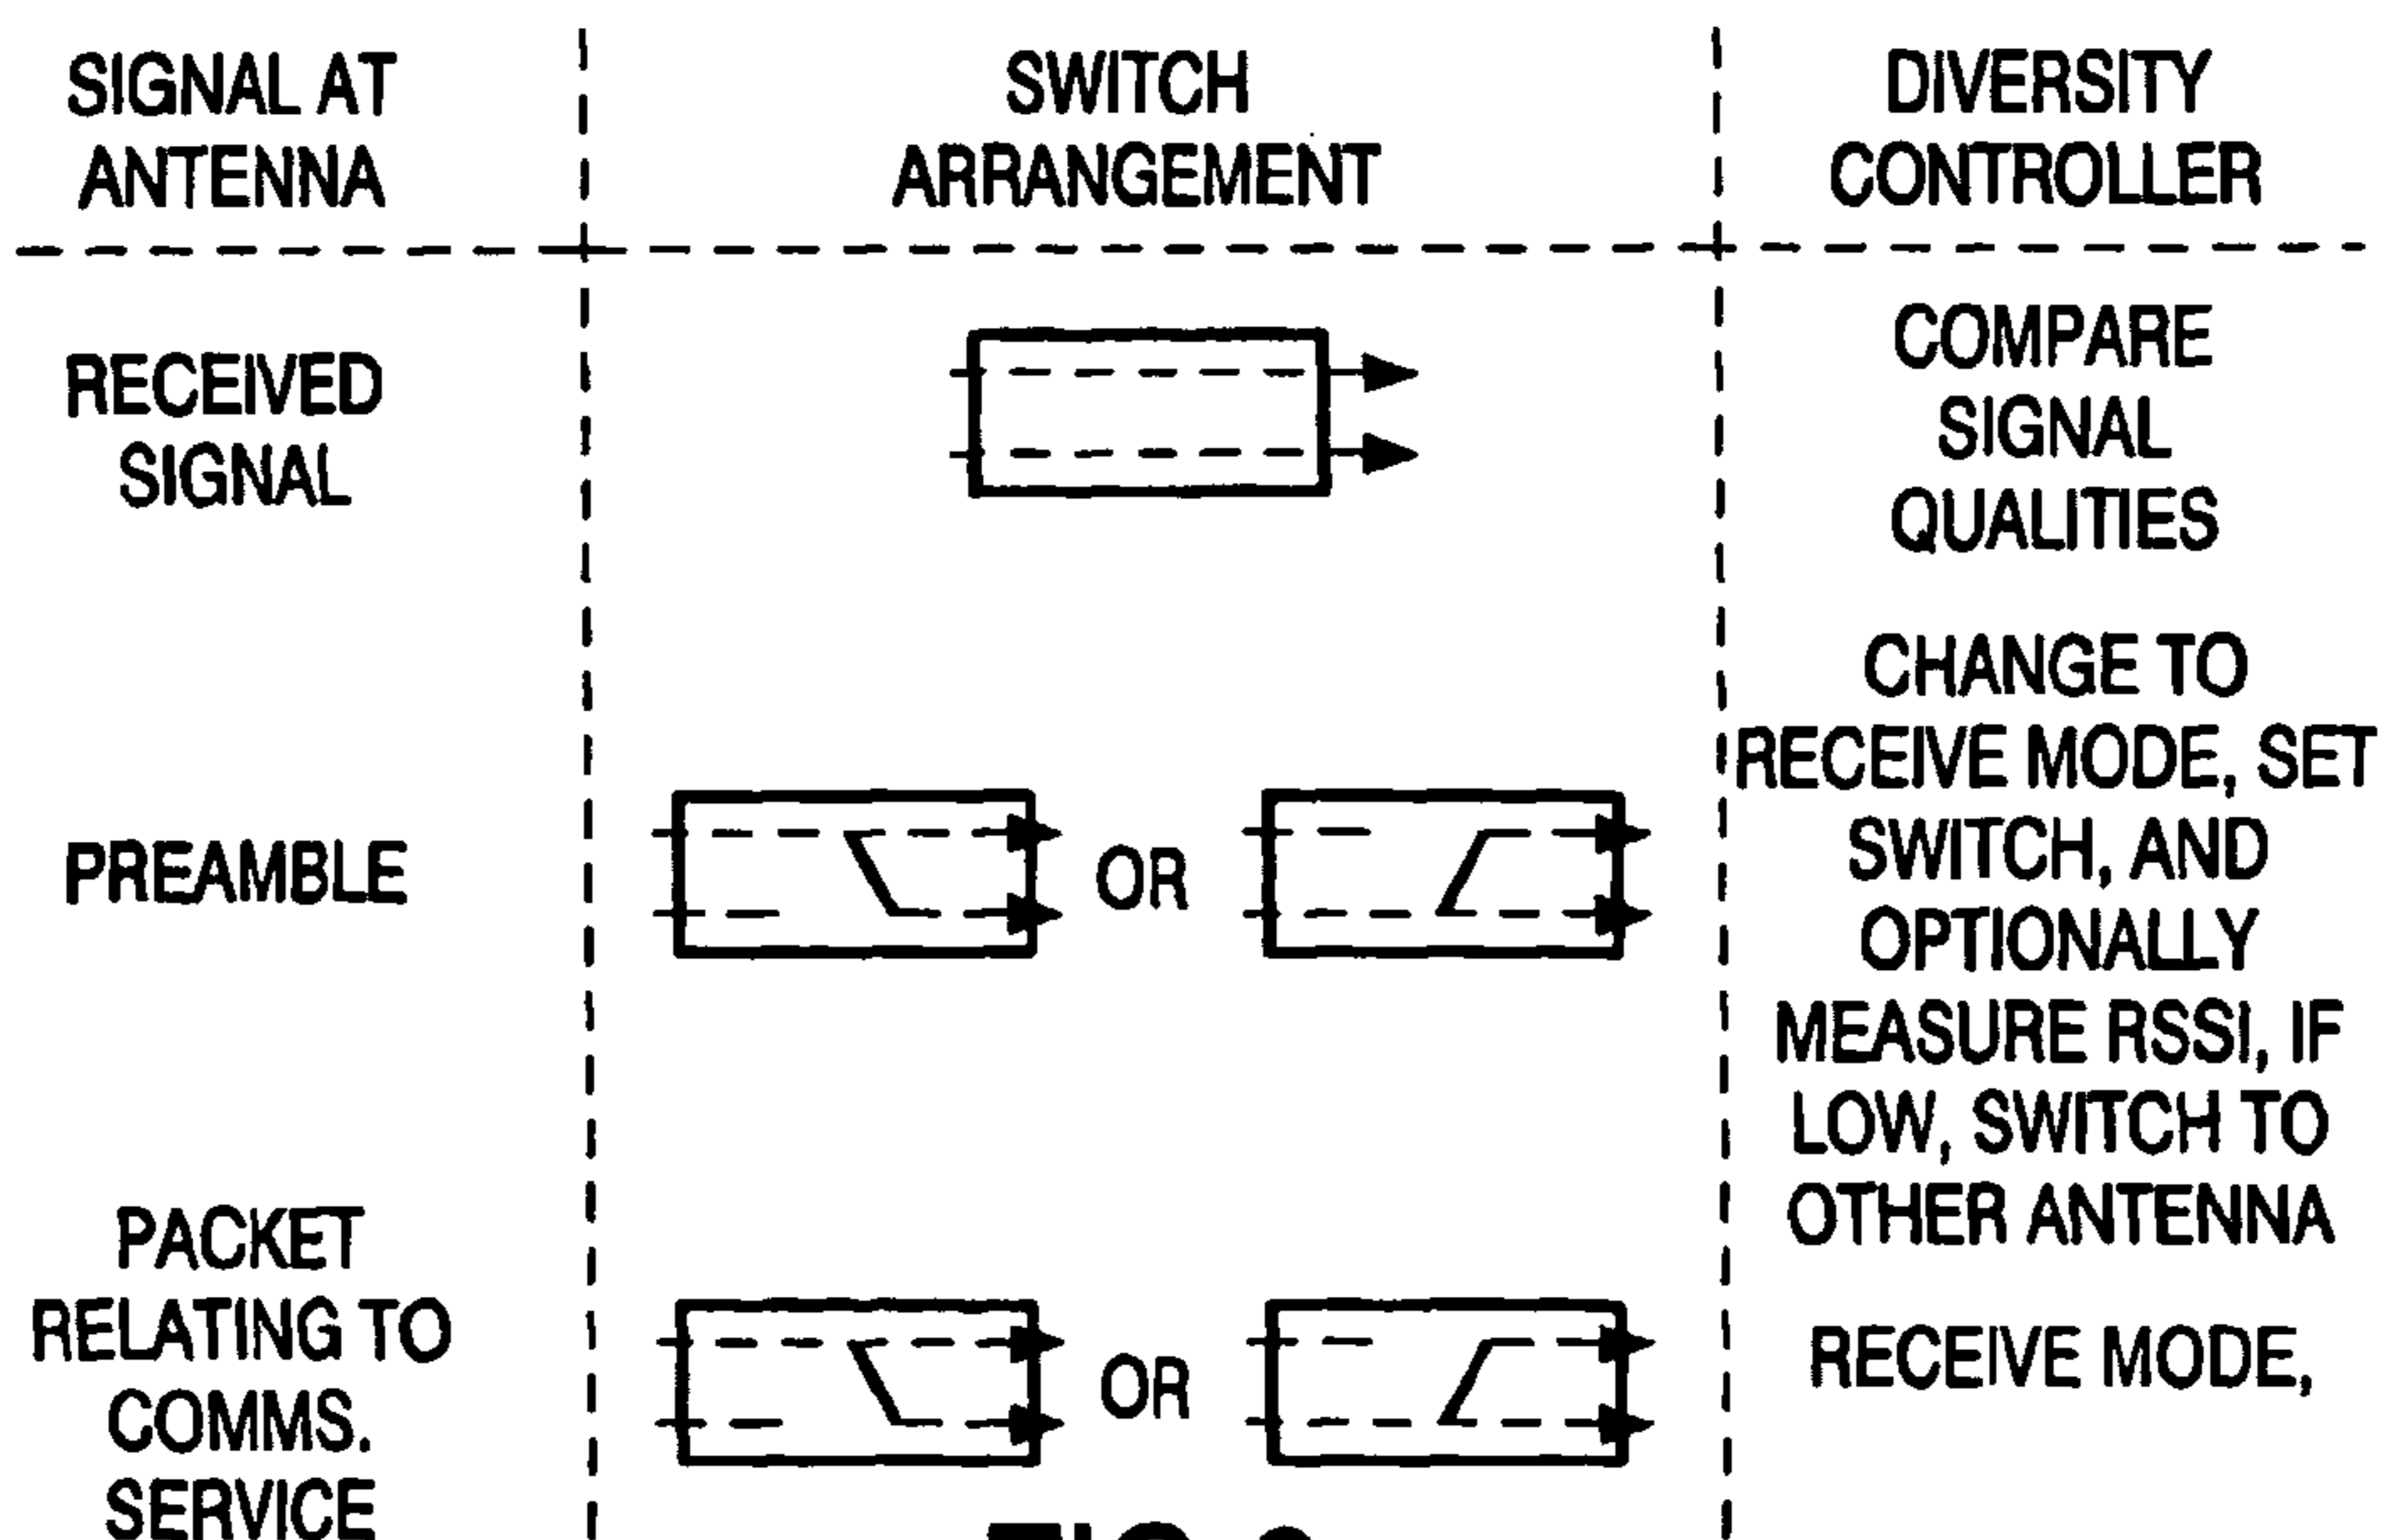 SIGNAL AT
ANTENNA
SWITCH
ARRANGEMENT
DIVERSITY
CONTROLLER
RECEIVED
SIGNAL
COMPARE
SIGNAL
QUALITIES
PREAMBLE
OR
CHANGE TO
RECEIVE MODE, SET
SWITCH, AND
OPTIONALLY
MEASURE RSSI, IF
LOW, SWITCH TO
OTHER ANTENNA
PACKET
RELATING TO
COMMS.
SERVICE
OR
RECEIVE MODE,